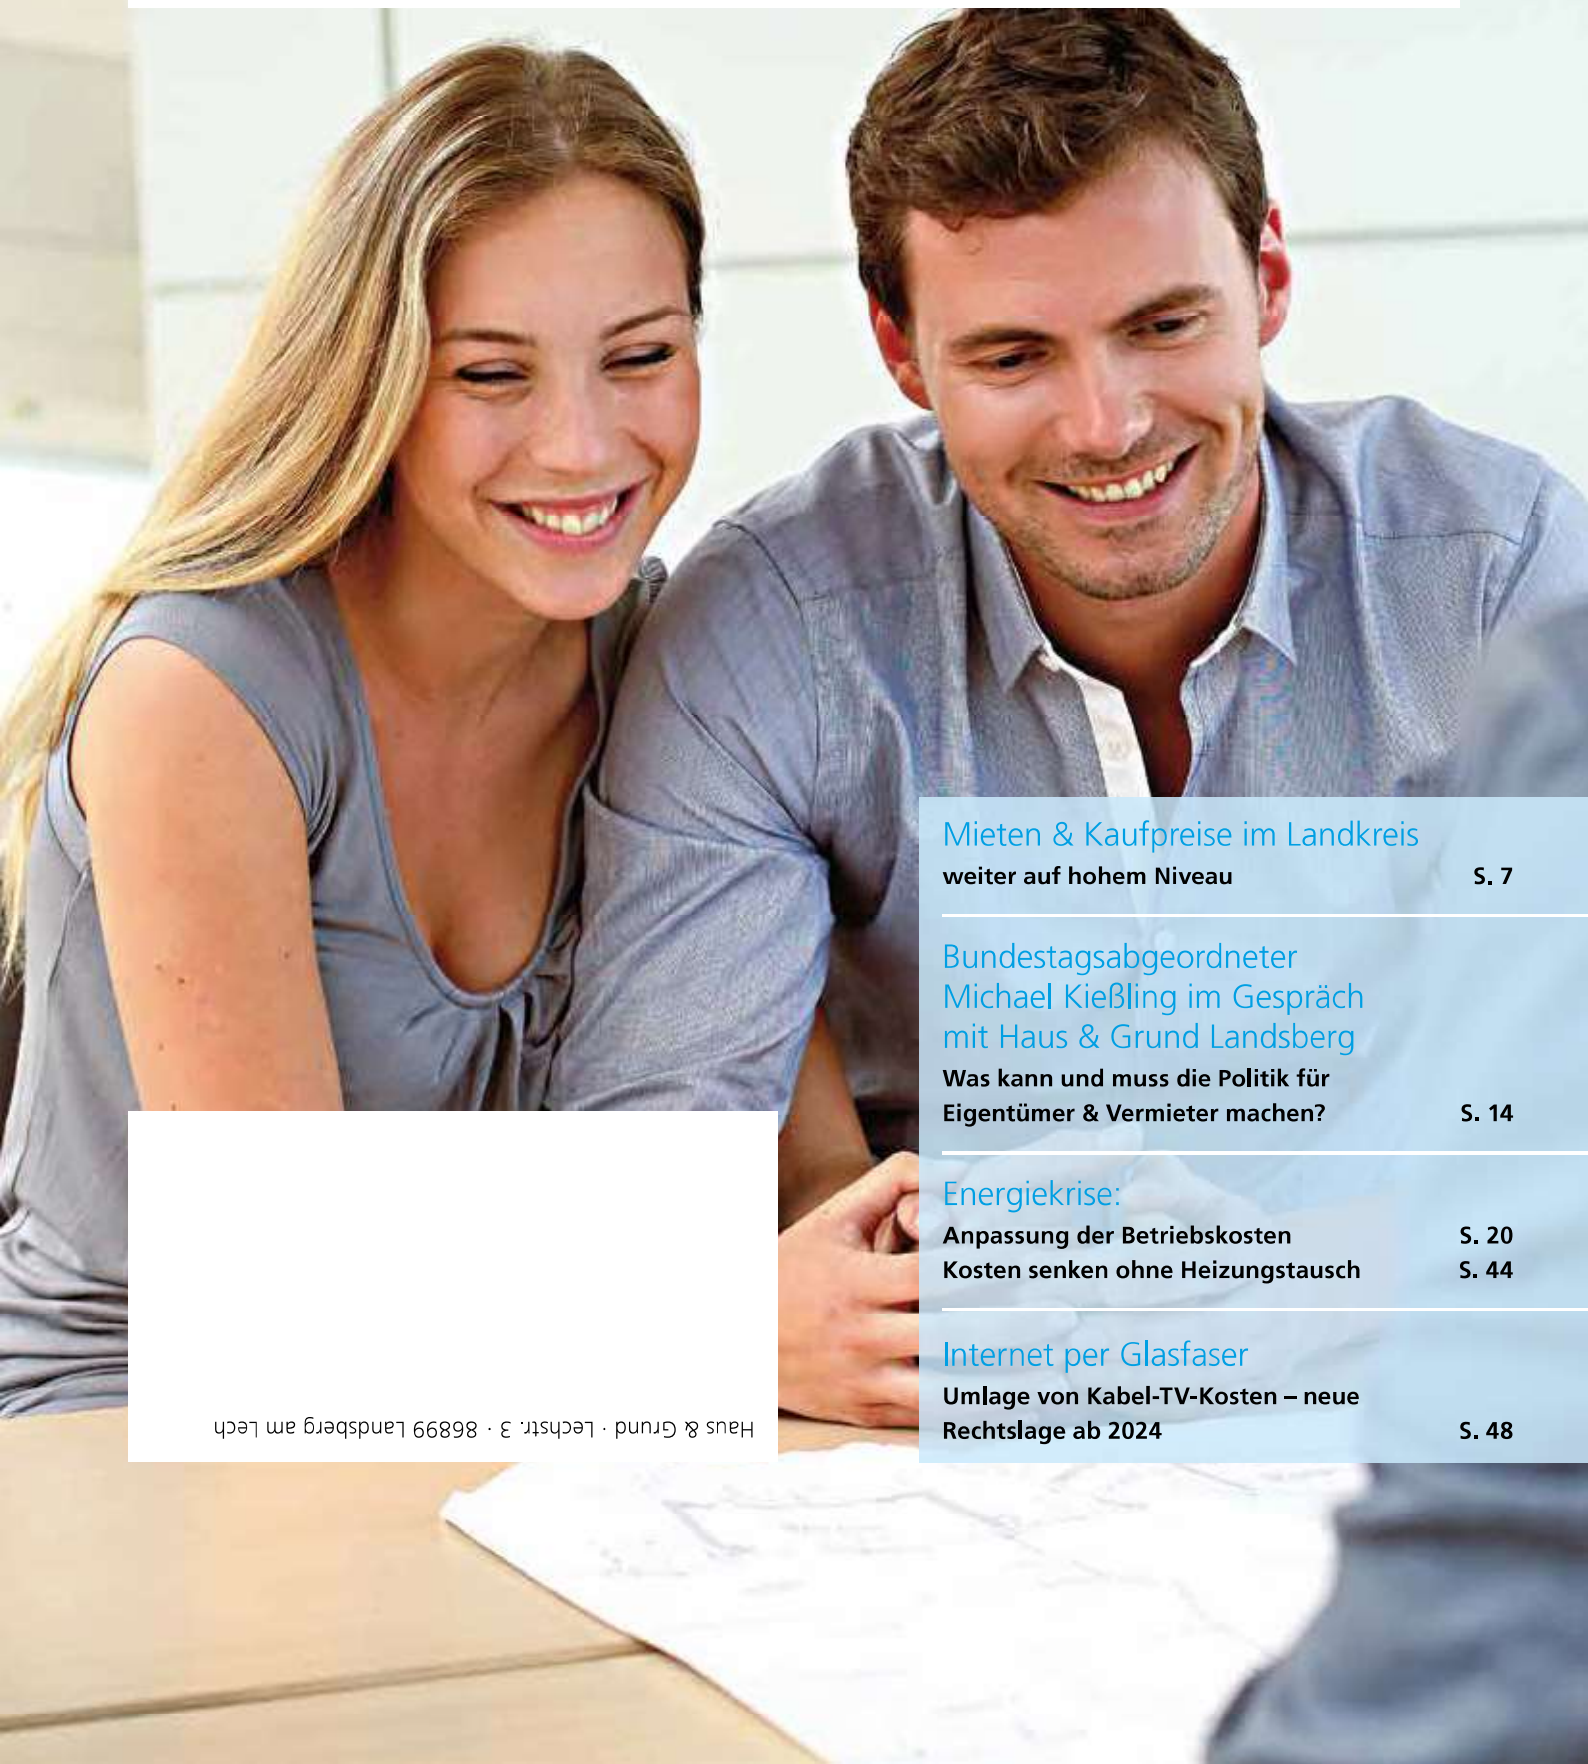 Mieten & Kaufpreise im Landkreis
weiter auf hohem Niveau S. 7
Bundestagsabgeordneter
Michael Kießling im Gespräch
mit Haus & Grund Landsberg
Was kann und muss die Politik für
Eigentümer & Vermieter machen? S. 14
Energiekrise:
Anpassung der Betriebskosten S. 20
Kosten senken ohne Heizungstausch S. 44
Internet per Glasfaser
Umlage von Kabel-TV-Kosten – neue
Rechtslage ab 2024 S. 48
Haus & Grund · Lechstr. 3 · 86899 Landsberg am Lech